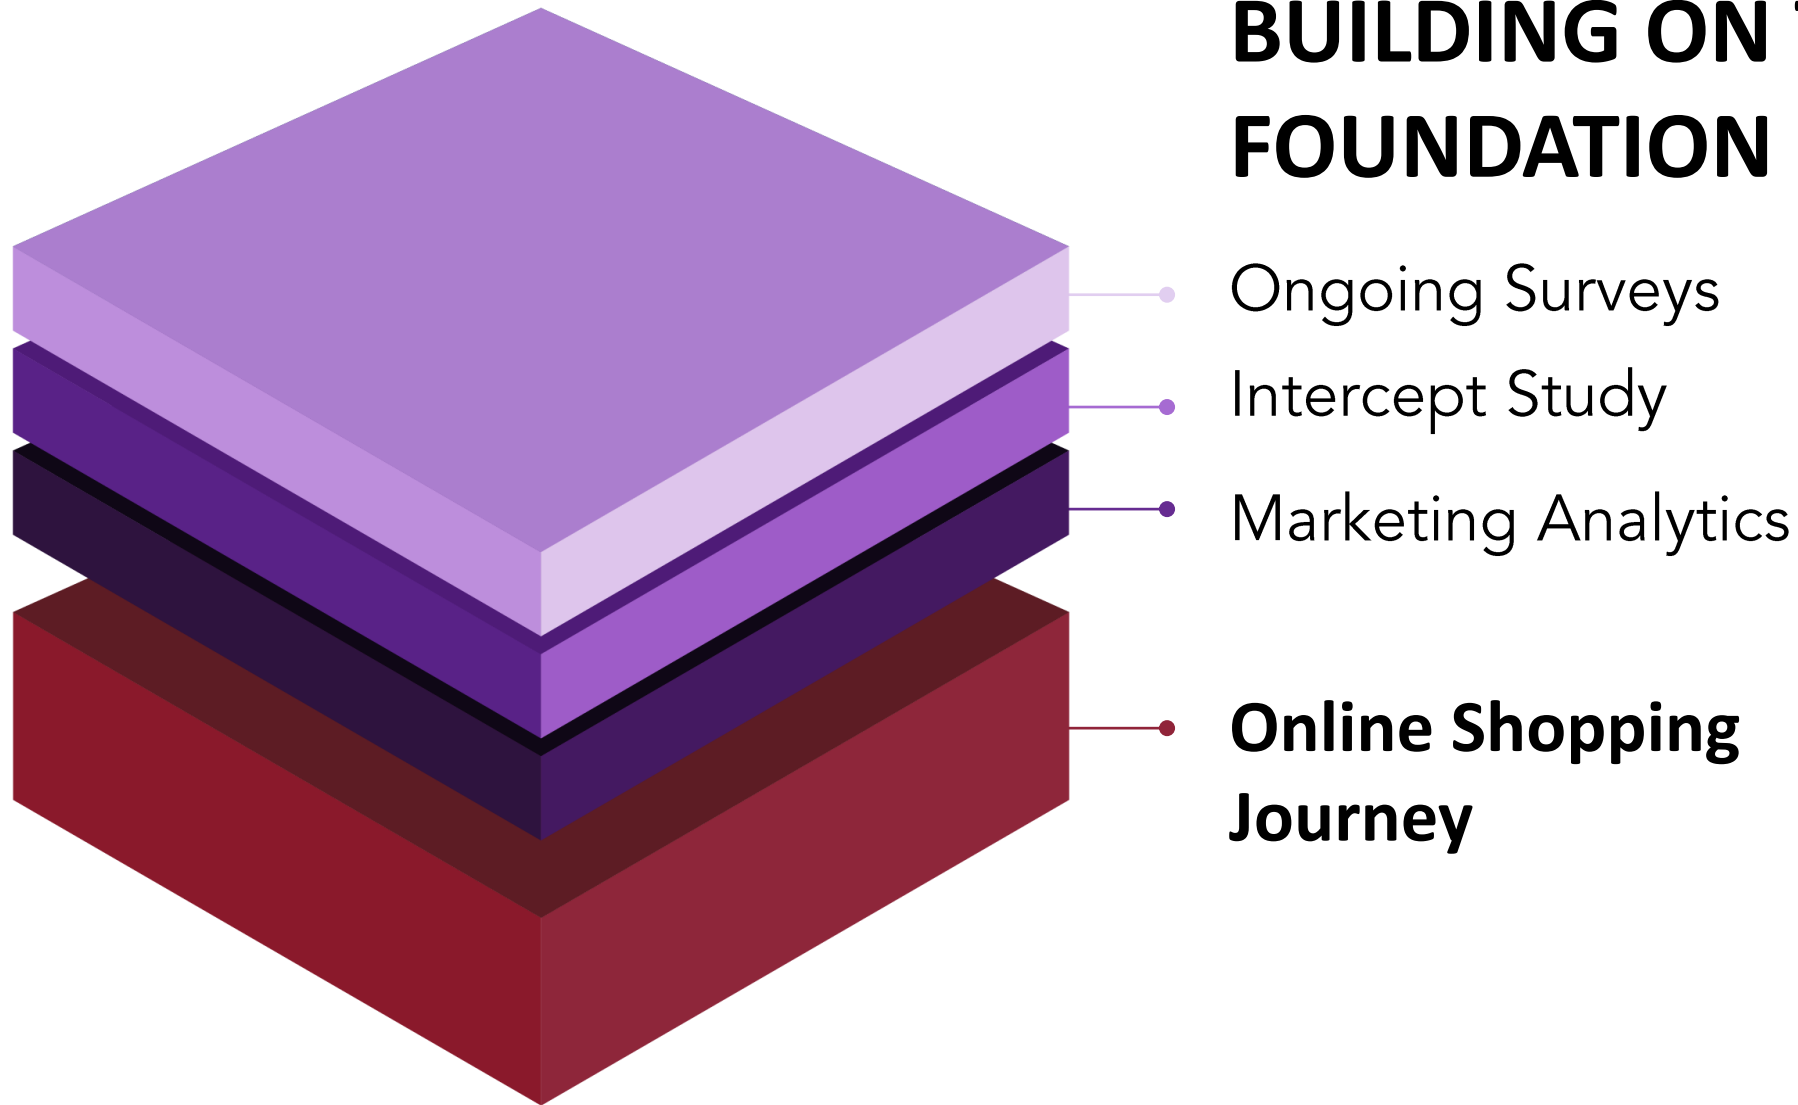 BUILDING ON
FOUNDATION
Ongoing Surveys
Intercept Study
Marketing Analytics
Online Shopping
Journey